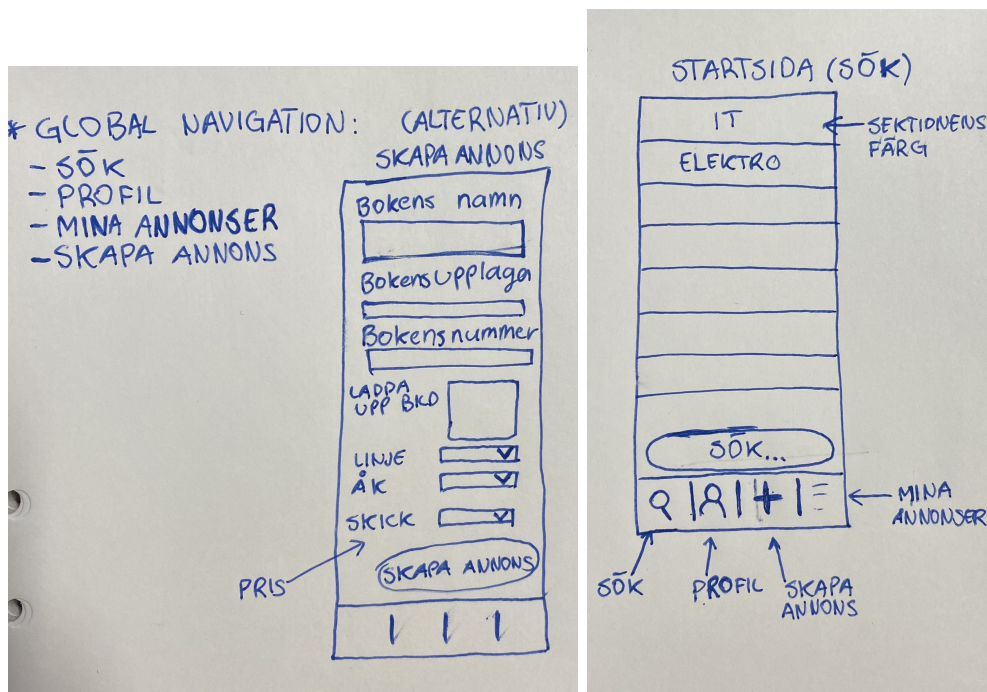 * GLOBAL NAVIGATION:
- SÖK
- PROFIL
- MINA ANNONSER
- SKAPA ANNONS
(ALTERNATIV)
SKAPA ANNONS
Bokens namn
Bokens upplaga
Bokens nummer
LADDA
UPP BILD
LINJE
ÅK
SKICK
PRIS
SKAPA ANNONS
STARTSIDA (SÖK)
IT
SEKTIONENS
FÄRG
ELEKTRO
SÖK...
MINA
ANNONSER
SÖK
PROFIL
SKAPA
ANNONS